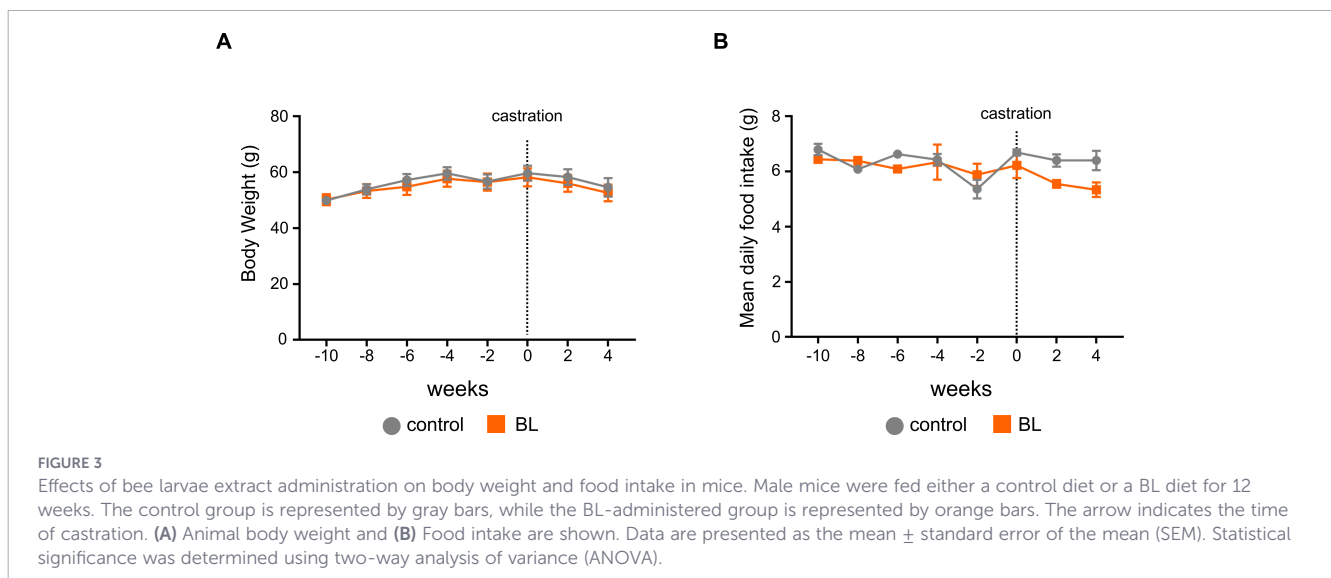 A
B
80
60
40
20
0
Body Weight (g)
castration
-10 -8 -6 -4 -2 0 2 4
weeks
control BL
8
6
4
2
0
Mean daily food intake (g)
castration
-10 -8 -6 -4 -2 0 2 4
weeks
control BL
FIGURE 3
Effects of bee larvae extract administration on body weight and food intake in mice. Male mice were fed either a control diet or a BL diet for 12
weeks. The control group is represented by gray bars, while the BL-administered group is represented by orange bars. The arrow indicates the time
of castration. (A) Animal body weight and (B) Food intake are shown. Data are presented as the mean ± standard error of the mean (SEM). Statistical
significance was determined using two-way analysis of variance (ANOVA).